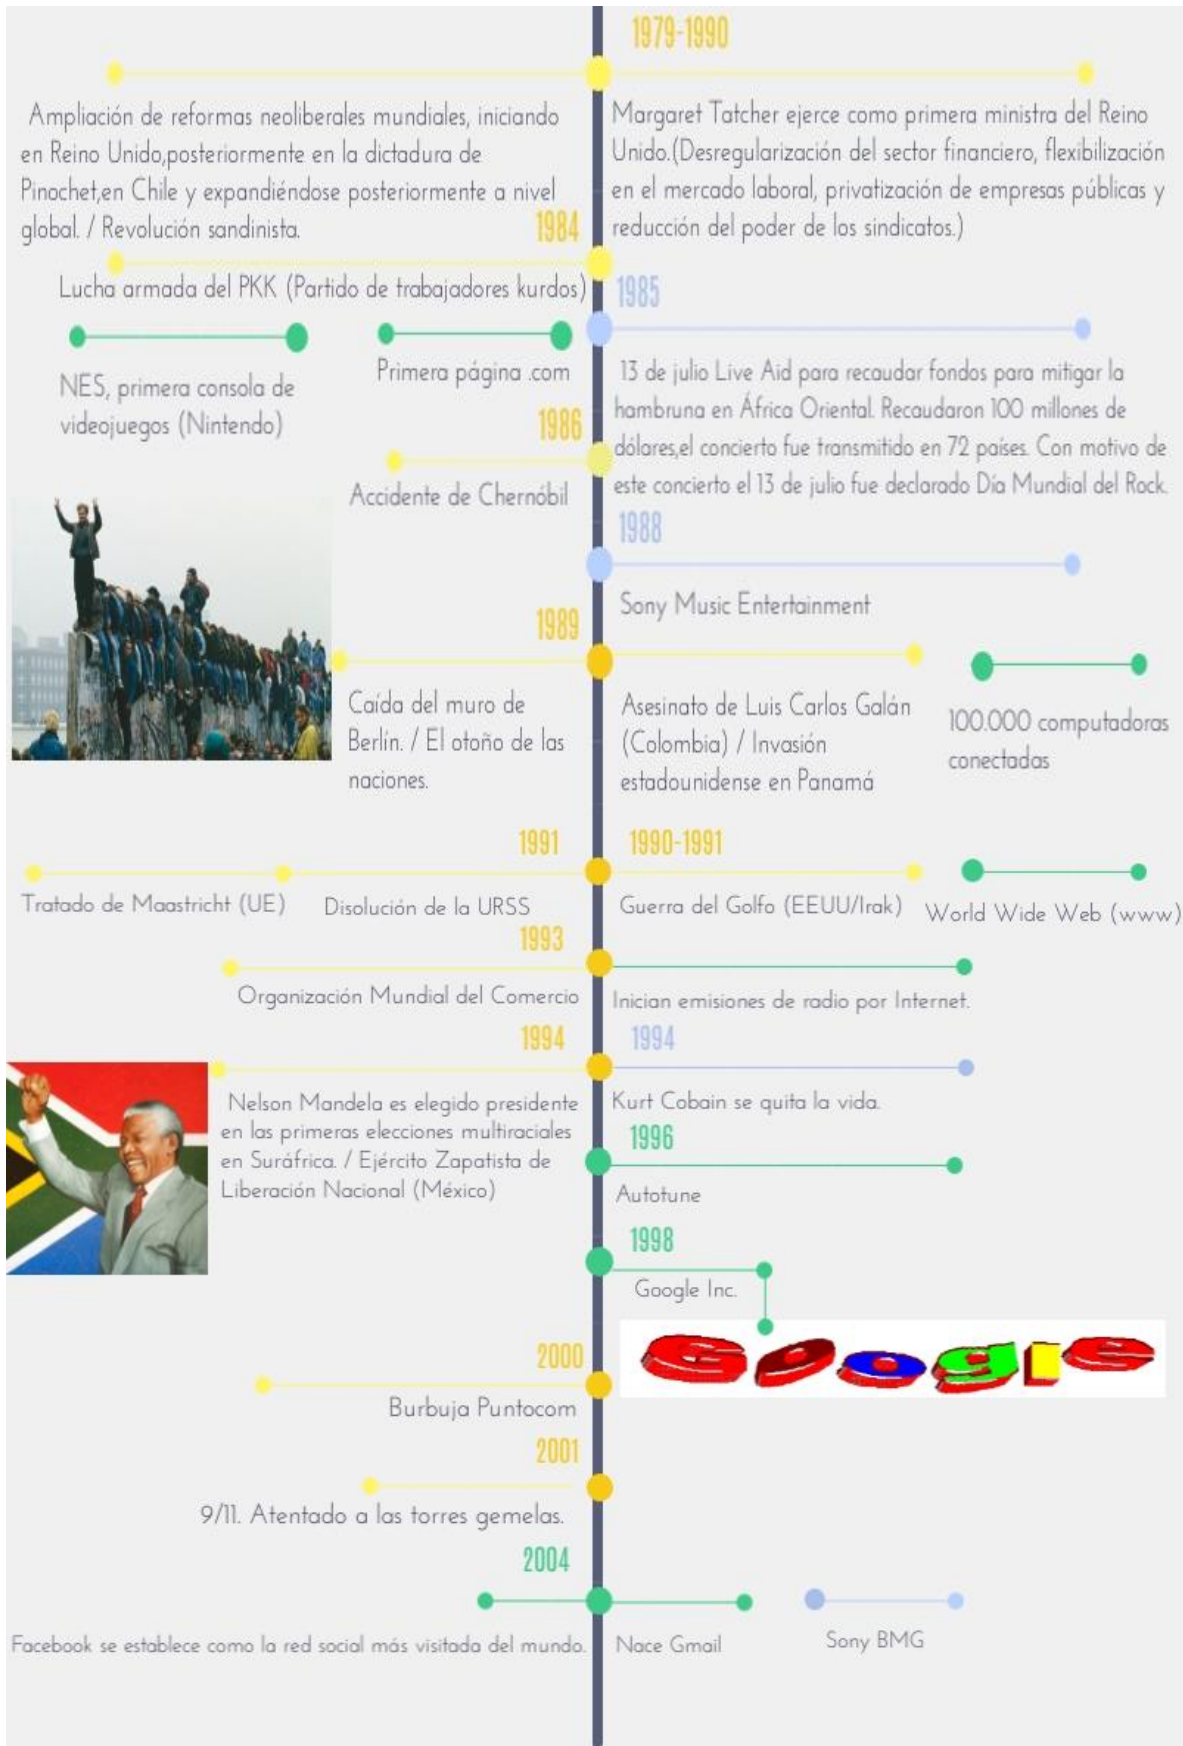 1979-1990
Ampliación de reformas neoliberales mundiales, iniciando
en Reino Unido,posteriormente en la dictadura de
Pinochet,en Chile y expandiéndose posteriormente a nivel
global. / Revolución sandinista.
Margaret Tatcher ejerce como primera ministra del Reino
Unido.(Desregularización del sector financiero, flexibilización
en el mercado laboral, privatización de empresas públicas y
reducción del poder de los sindicatos.)
1984
Lucha armada del PKK (Partido de trabajadores kurdos)
1985
NES, primera consola de
videojuegos (Nintendo)
Primera página .com
13 de julio Live Aid para recaudar fondos para mitigar la
hambruna en África Oriental. Recaudaron 100 millones de
dólares,el concierto fue transmitido en 72 países. Con motivo de
este concierto el 13 de julio fue declarado Día Mundial del Rock.
1986
Accidente de Chernóbil
1988
Sony Music Entertainment
1989
Caída del muro de
Berlín. / El otoño de las
naciones.
Asesinato de Luis Carlos Galán
(Colombia) / Invasión
estadounidense en Panamá
100.000 computadoras
conectadas
1991
1990-1991
Tratado de Maastricht (UE)
Disolución de la URSS
Guerra del Golfo (EEUU/Irak)
World Wide Web (www)
1993
Organización Mundial del Comercio
Inician emisiones de radio por Internet.
1994
1994
Nelson Mandela es elegido presidente
en las primeras elecciones multiraciales
en Suráfrica. / Ejército Zapatista de
Liberación Nacional (México)
Kurt Cobain se quita la vida.
1996
Autotune
1998
Google Inc.
Google
2000
Burbuja Puntocom
2001
9/11. Atentado a las torres gemelas.
2004
Facebook se establece como la red social más visitada del mundo.
Nace Gmail
Sony BMG